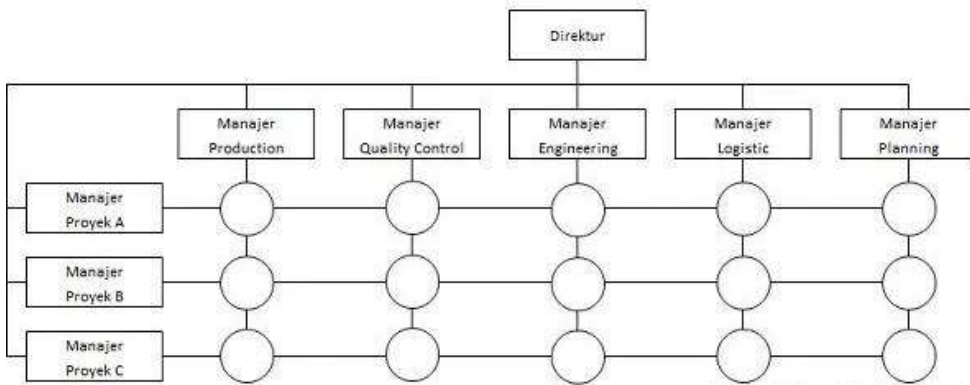 Direktur
Manajer
Production
Manajer
Quality Control
Manajer
Engineering
Manajer
Logistic
Manajer
Planning
Manajer
Proyek A
Manajer
Proyek B
Manajer
Proyek C